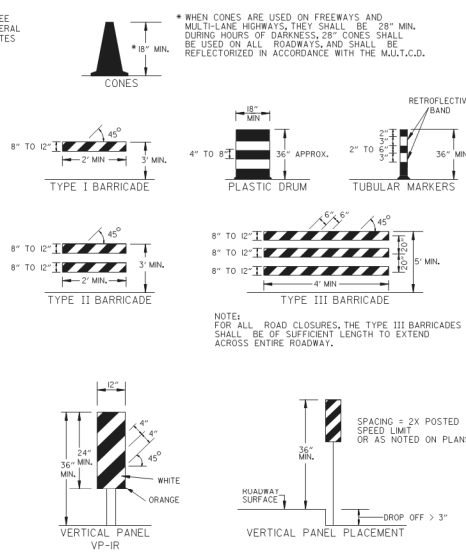 EE
ERAL
TES
* WHEN CONES ARE USED ON FREEWAYS AND
MULTI-LANE HIGHWAYS, THEY SHALL BE 28" MIN.
DURING HOURS OF DARKNESS, 28" CONES SHALL
BE USED ON ALL ROADWAYS, AND SHALL BE
REFLECTORIZED IN ACCORDANCE WITH THE M.U.T.C.D.
* 18" MIN.
CONES
45°
8" TO 12"
2' MIN
3' MIN.
TYPE I BARRICADE
18"
MIN
4" TO 8"
36" APPROX.
PLASTIC DRUM
RETROFLECTIV
BAND
2"
3"
2" TO 6"
3"
36" MIN
TUBULAR MARKERS
45°
8" TO 12"
8" TO 12"
2' MIN.
3' MIN.
TYPE II BARRICADE
6" 6"
45°
8" TO 12"
8" TO 12"
8" TO 12"
20"
20"
5' MIN.
4' MIN
TYPE III BARRICADE
NOTE:
FOR ALL ROAD CLOSURES, THE TYPE III BARRICADES
SHALL BE OF SUFFICIENT LENGTH TO EXTEND
ACROSS ENTIRE ROADWAY.
12"
4"
4"
24"
MIN.
36"
MIN.
45°
WHITE
ORANGE
VERTICAL PANEL
VP-IR
36"
MIN.
SPACING = 2X POSTED
SPEED LIMIT
OR AS NOTED ON PLANS
ROADWAY
SURFACE
DROP OFF > 3"
VERTICAL PANEL PLACEMENT